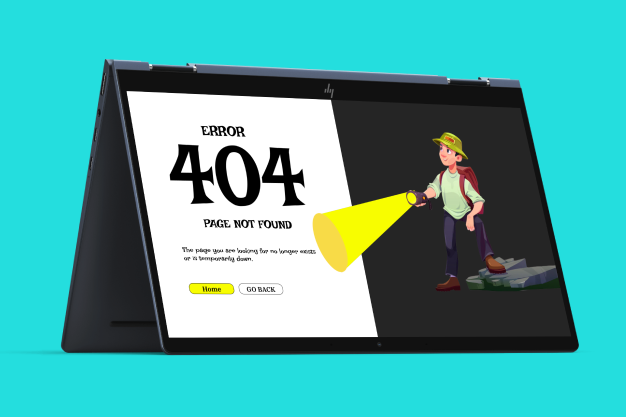 hp
ERROR
404
PAGE NOT FOUND
The page you are looking for no longer exists
or is temporarily down.
Home
GO BACK